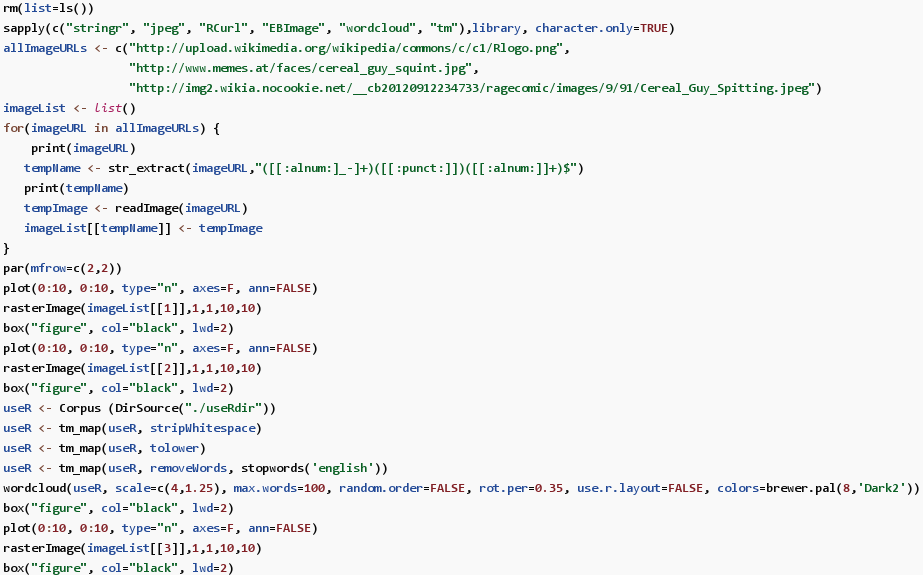 rm(list=ls())
sapply(c("stringr", "jpeg", "RCurl", "EBImage", "wordcloud", "tm"),library, character.only=TRUE)
allImageURLs <- c("http://upload.wikimedia.org/wikipedia/commons/c/c1/Rlogo.png",
                  "http://www.memes.at/faces/cereal_guy_squint.jpg",
                  "http://img2.wikia.nocookie.net/__cb20120912234733/ragecomic/images/9/91/Cereal_Guy_Spitting.jpeg")
imageList <- list()
for(imageURL in allImageURLs) {
    print(imageURL)
   tempName <- str_extract(imageURL,"([[:alnum:]_-]+)([[:punct:]])([[:alnum:]]+)$")
   print(tempName)
   tempImage <- readImage(imageURL)
   imageList[[tempName]] <- tempImage
}
par(mfrow=c(2,2))
plot(0:10, 0:10, type="n", axes=F, ann=FALSE)
rasterImage(imageList[[1]],1,1,10,10)
box("figure", col="black", lwd=2)
plot(0:10, 0:10, type="n", axes=F, ann=FALSE)
rasterImage(imageList[[2]],1,1,10,10)
box("figure", col="black", lwd=2)
useR <- Corpus (DirSource("./useRdir"))
useR <- tm_map(useR, stripWhitespace)
useR <- tm_map(useR, tolower)
useR <- tm_map(useR, removeWords, stopwords('english'))
wordcloud(useR, scale=c(4,1.25), max.words=100, random.order=FALSE, rot.per=0.35, use.r.layout=FALSE, colors=brewer.pal(8,'Dark2'))
box("figure", col="black", lwd=2)
plot(0:10, 0:10, type="n", axes=F, ann=FALSE)
rasterImage(imageList[[3]],1,1,10,10)
box("figure", col="black", lwd=2)